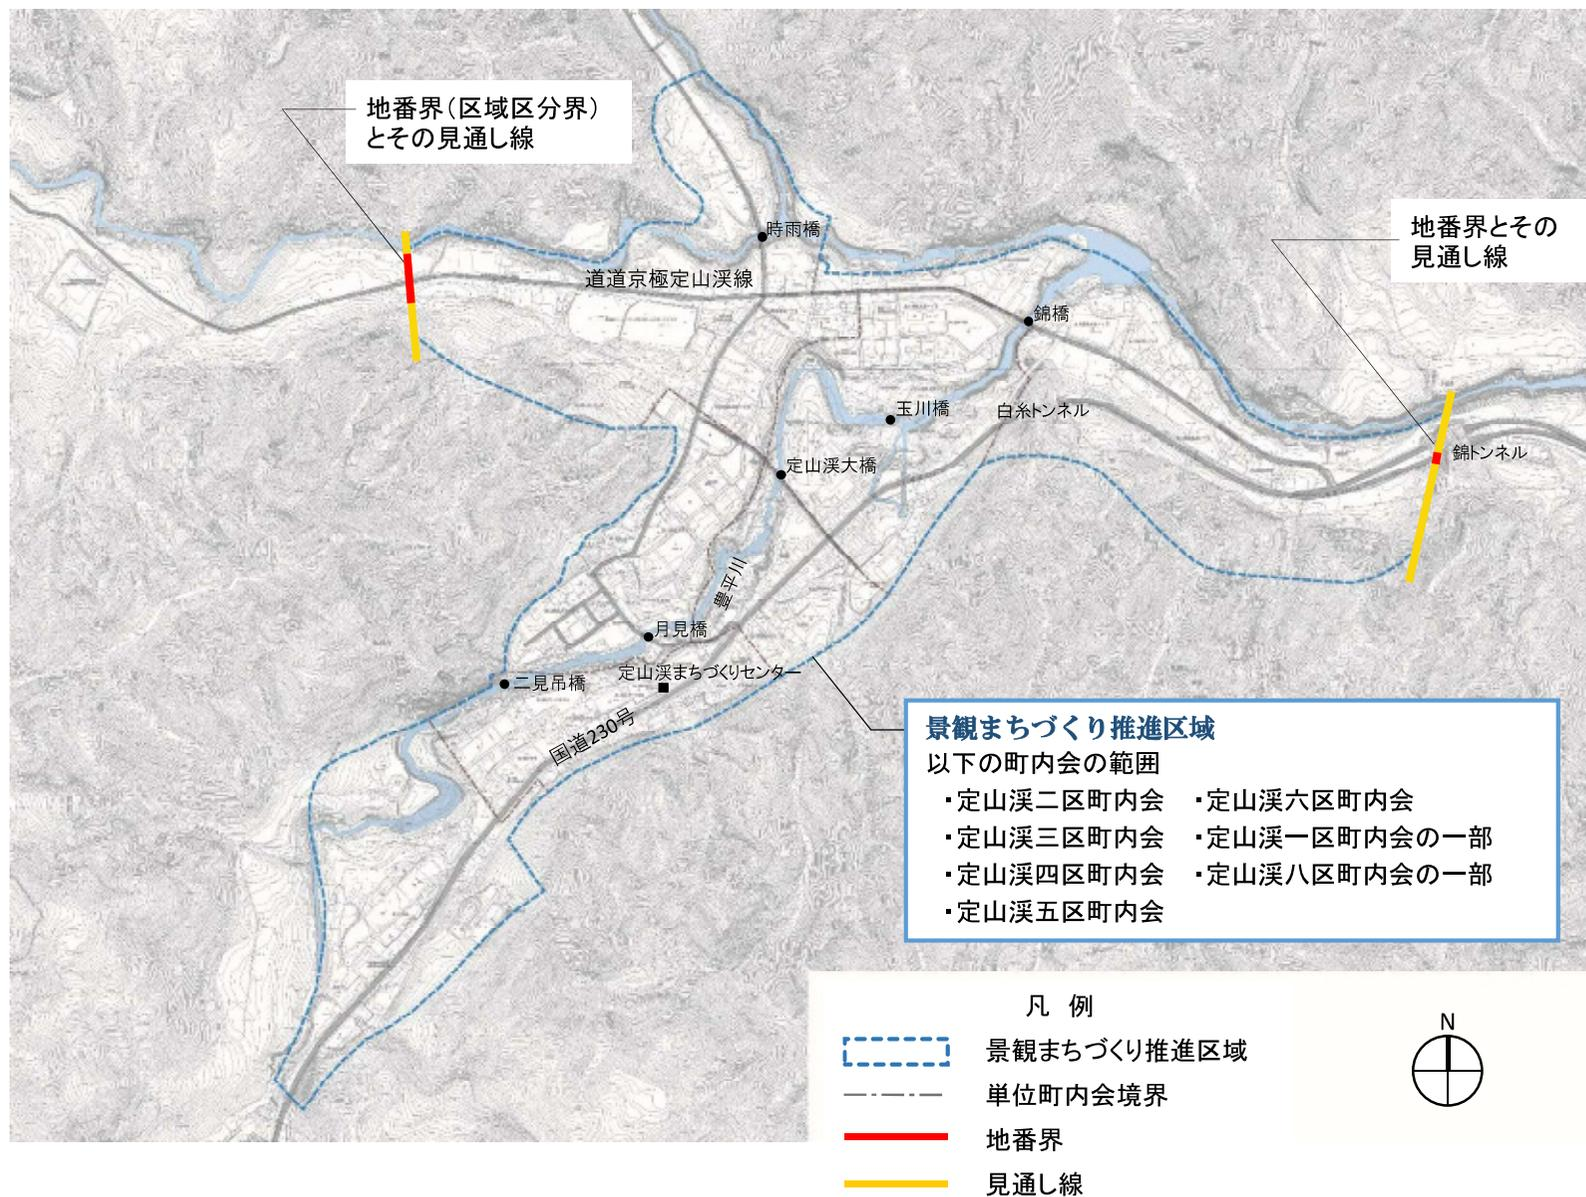 地番界（区域区分界）
とその見通し線
地番界とその
見通し線
時雨橋
道道京極定山渓線
錦橋
玉川橋
白糸トンネル
錦トンネル
定山渓大橋
豊平川
月見橋
定山渓まちづくりセンター
二見吊橋
国道230号
景観まちづくり推進区域
以下の町内会の範囲
・定山渓二区町内会 ・定山渓六区町内会
・定山渓三区町内会 ・定山渓一区町内会の一部
・定山渓四区町内会 ・定山渓八区町内会の一部
・定山渓五区町内会
凡 例
景観まちづくり推進区域
単位町内会境界
地番界
見通し線
N